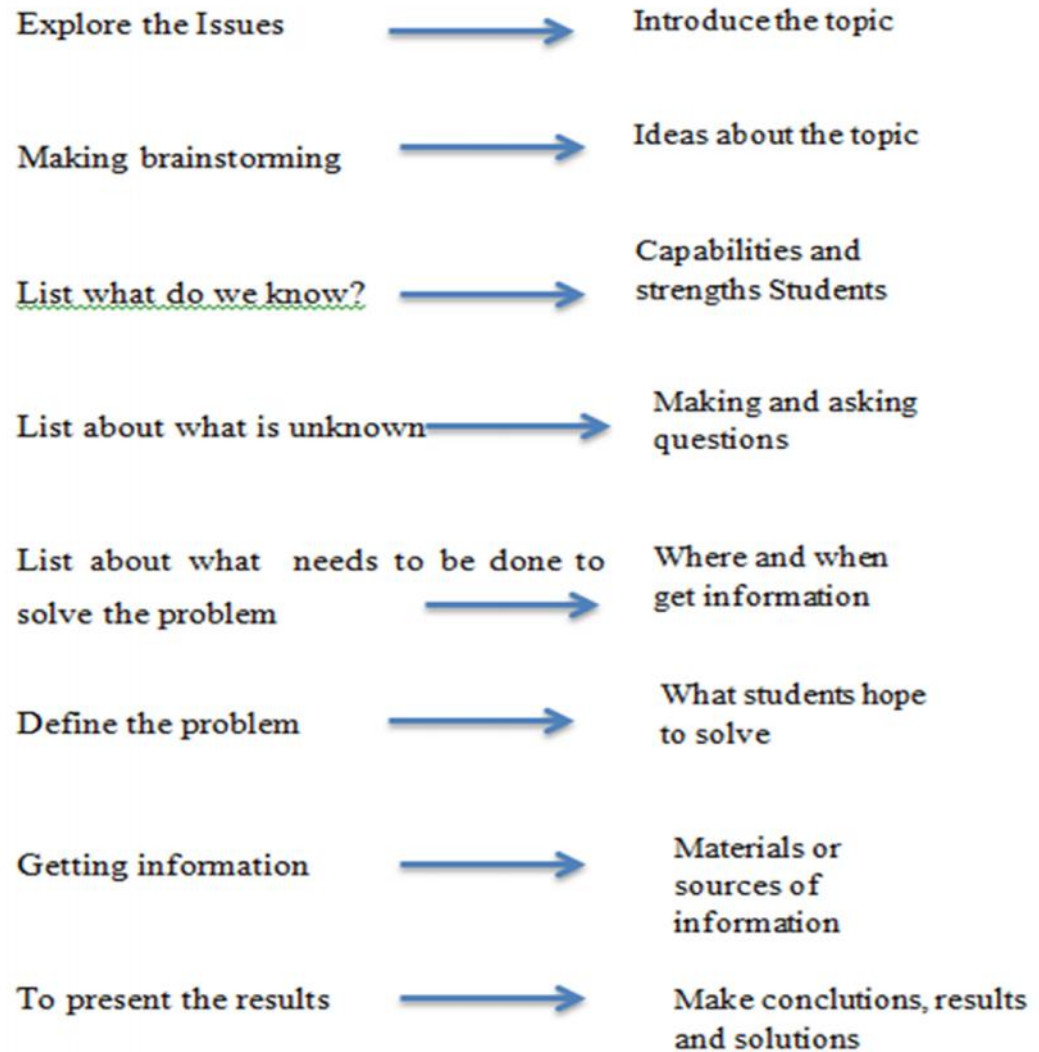 Explore the Issues
Introduce the topic
Making brainstorming
Ideas about the topic
List what do we know?
Capabilities and
strengths Students
List about what is unknown
Making and asking
questions
List about what needs to be done to
solve the problem
Where and when
get information
Define the problem
What students hope
to solve
Getting information
Materials or
sources of
information
To present the results
Make conclutions, results
and solutions